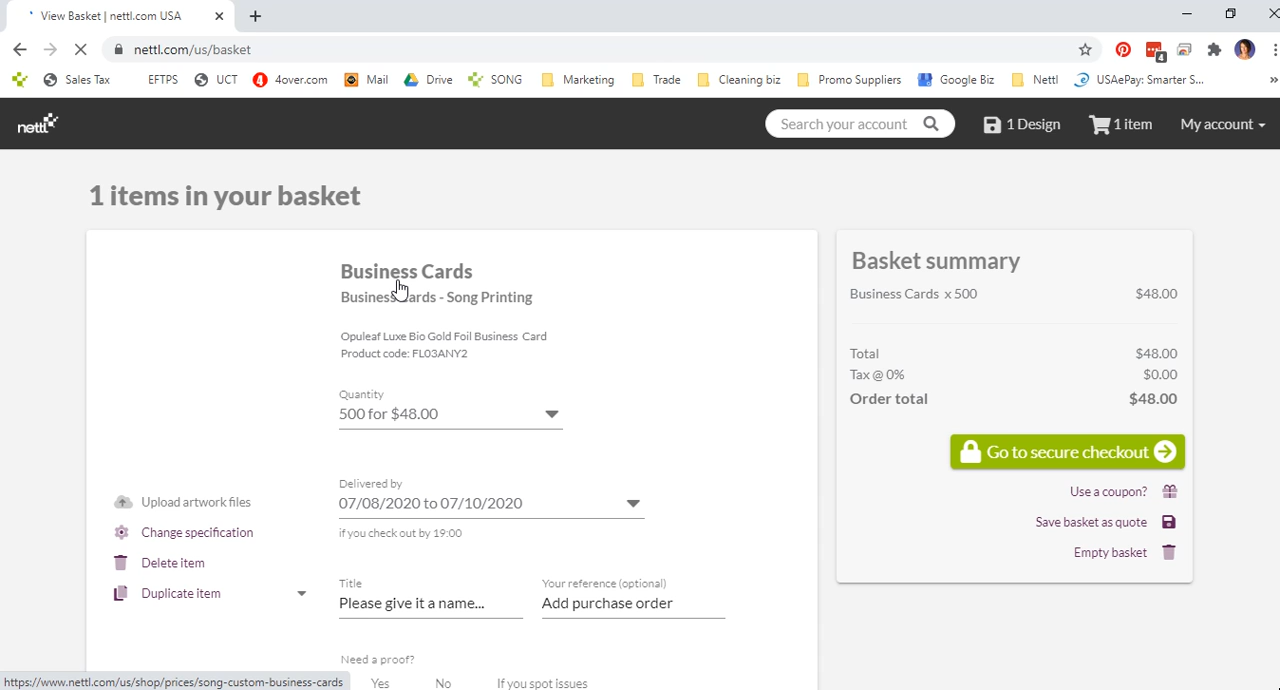 View Basket | nettl.com USA
nettl.com/us/basket
4
Sales Tax EFTPS UCT 4over.com Mail Drive SONG Marketing Trade Cleaning biz Promo Suppliers Google Biz Nettl USAePay: Smarter S... »
nettl Search your account 1 Design 1 item My account
1 items in your basket
Business Cards
Business Cards - Song Printing
Opuleaf Luxe Bio Gold Foil Business Card
Product code: FL03ANY2
Quantity
500 for $48.00
Delivered by
07/08/2020 to 07/10/2020
if you check out by 19:00
Upload artwork files
Change specification
Delete item
Duplicate item
Title
Please give it a name...
Your reference (optional)
Add purchase order
Need a proof?
Yes No If you spot issues
Basket summary
Business Cards x 500 $48.00
Total $48.00
Tax @ 0% $0.00
Order total $48.00
Go to secure checkout
Use a coupon?
Save basket as quote
Empty basket
https://www.nettl.com/us/shop/prices/song-custom-business-cards